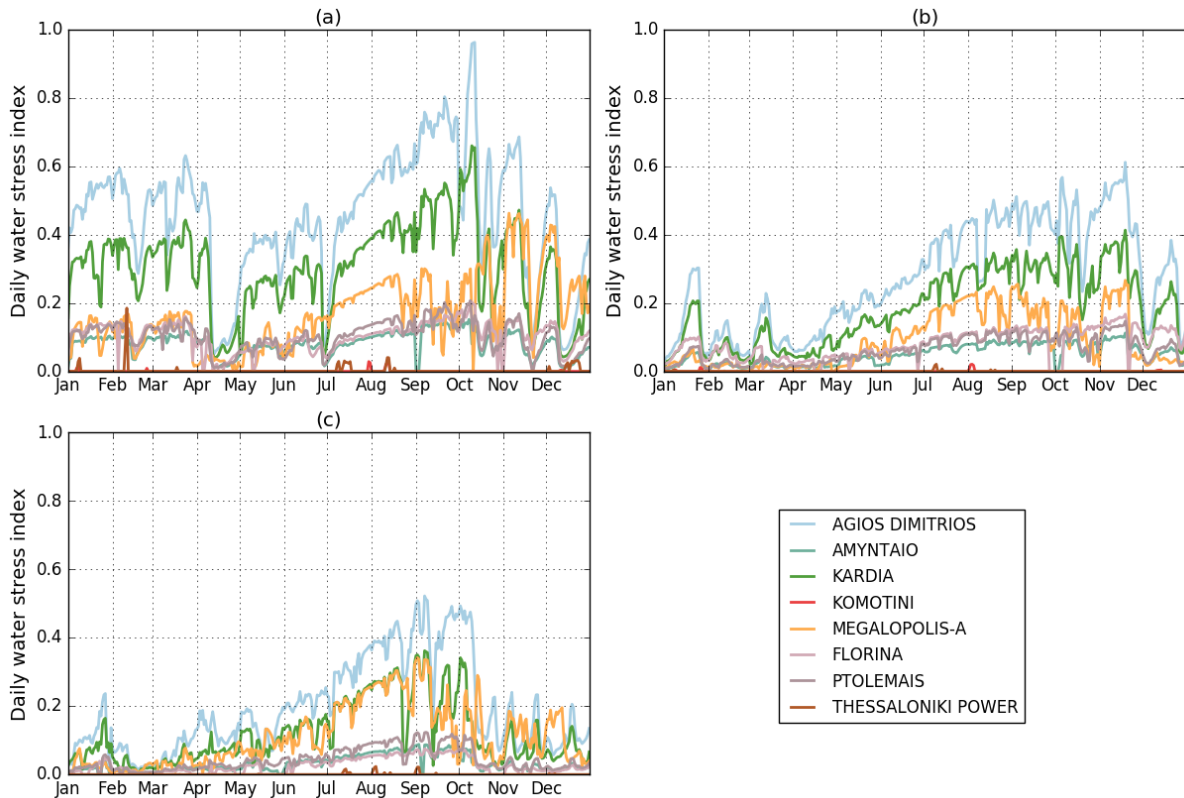 (a)
Daily water stress index
1.0
0.8
0.6
0.4
0.2
0.0
Jan Feb Mar Apr May Jun Jul Aug Sep Oct Nov Dec
(b)
Daily water stress index
1.0
0.8
0.6
0.4
0.2
0.0
Jan Feb Mar Apr May Jun Jul Aug Sep Oct Nov Dec
(c)
Daily water stress index
1.0
0.8
0.6
0.4
0.2
0.0
Jan Feb Mar Apr May Jun Jul Aug Sep Oct Nov Dec
AGIOS DIMITRIOS
AMYNTAIO
KARDIA
KOMOTINI
MEGALOPOLIS-A
FLORINA
PTOLEMAIS
THESSALONIKI POWER